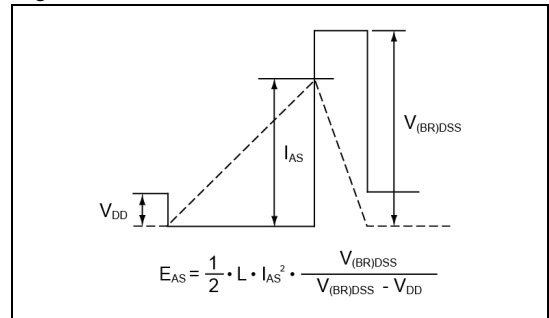 V(BR)DSS
IAS
VDD
EAS = 1/2 • L • IAS² • V(BR)DSS / (V(BR)DSS - VDD)